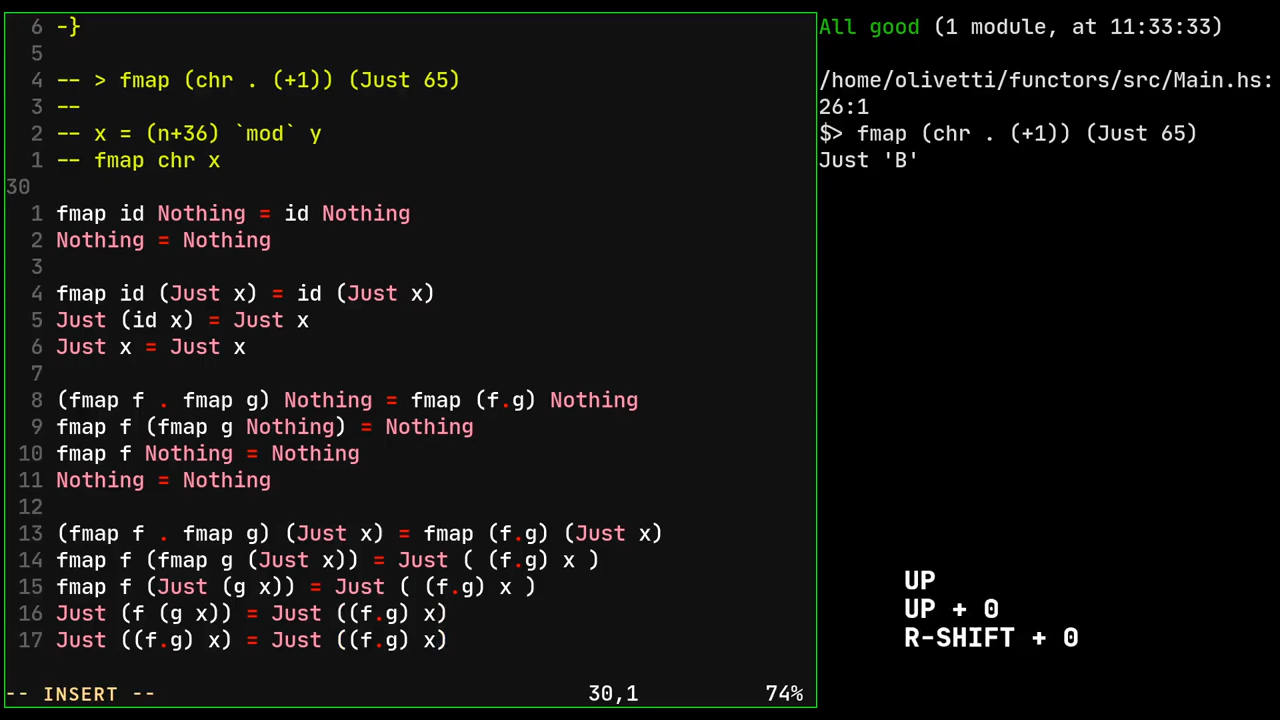 6 -}
5
4 -- > fmap (chr . (+1)) (Just 65)
3 --
2 -- x = (n+36) `mod` y
1 -- fmap chr x
30
1 fmap id Nothing = id Nothing
2 Nothing = Nothing
3
4 fmap id (Just x) = id (Just x)
5 Just (id x) = Just x
6 Just x = Just x
7
8 (fmap f . fmap g) Nothing = fmap (f.g) Nothing
9 fmap f (fmap g Nothing) = Nothing
10 fmap f Nothing = Nothing
11 Nothing = Nothing
12
13 (fmap f . fmap g) (Just x) = fmap (f.g) (Just x)
14 fmap f (fmap g (Just x)) = Just ( (f.g) x )
15 fmap f (Just (g x)) = Just ( (f.g) x )
16 Just (f (g x)) = Just ((f.g) x)
17 Just ((f.g) x) = Just ((f.g) x)
-- INSERT -- 30,1 74%
All good (1 module, at 11:33:33)
/home/olivetti/functors/src/Main.hs:
26:1
$> fmap (chr . (+1)) (Just 65)
Just 'B'
UP
UP + 0
R-SHIFT + 0